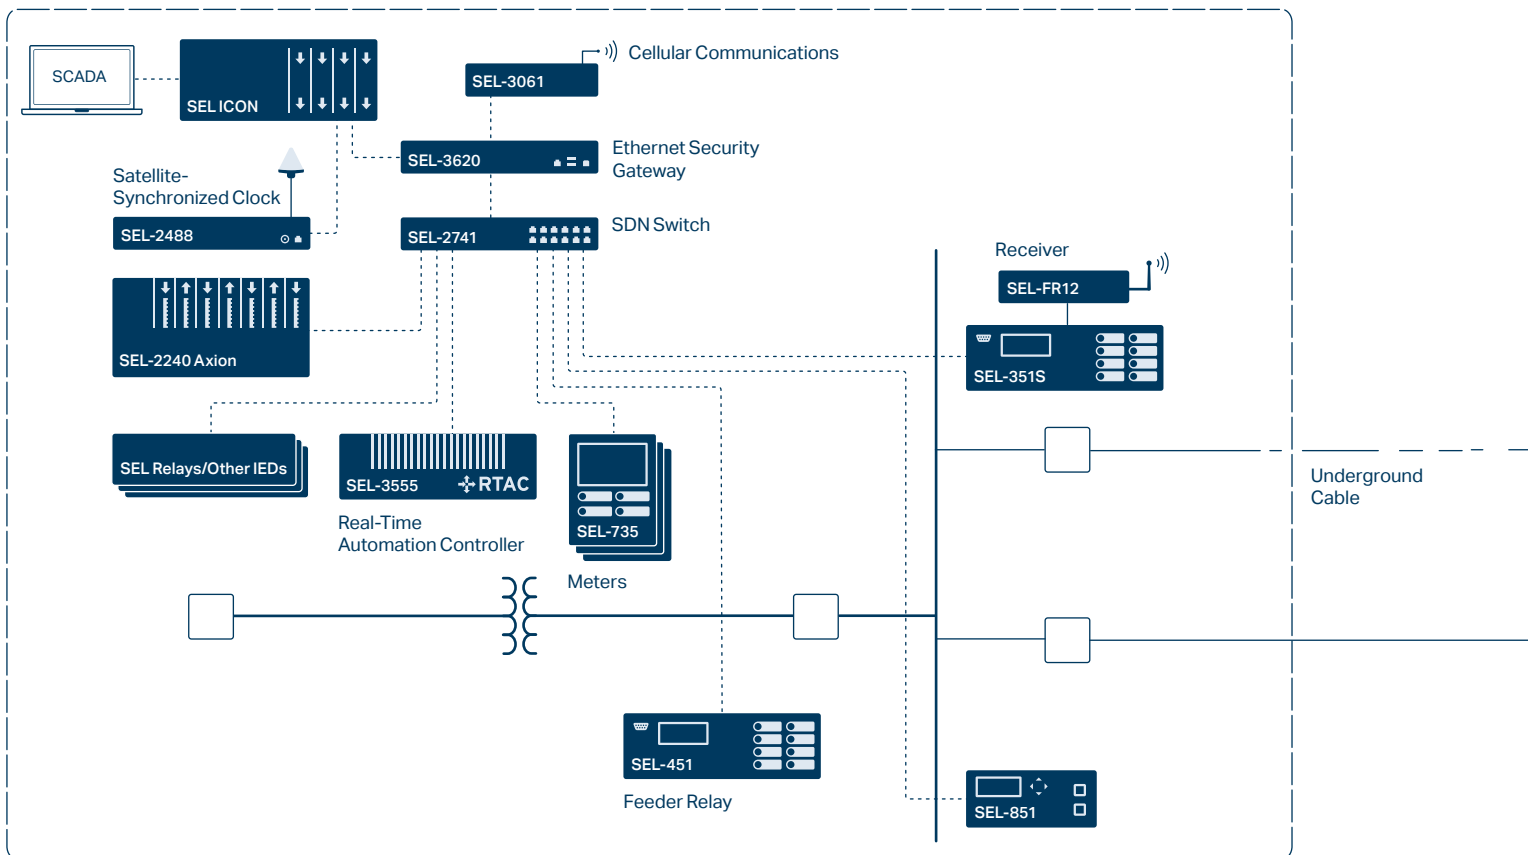 SCADA
SEL ICON
SEL-3061
Cellular Communications
SEL-3620
Ethernet Security
Gateway
Satellite-
Synchronized Clock
SEL-2488
SEL-2741
SDN Switch
Receiver
SEL-FR12
SEL-2240 Axion
SEL-351S
SEL Relays/Other IEDs
SEL-3555
RTAC
Real-Time
Automation Controller
SEL-735
Meters
Underground
Cable
SEL-451
Feeder Relay
SEL-851